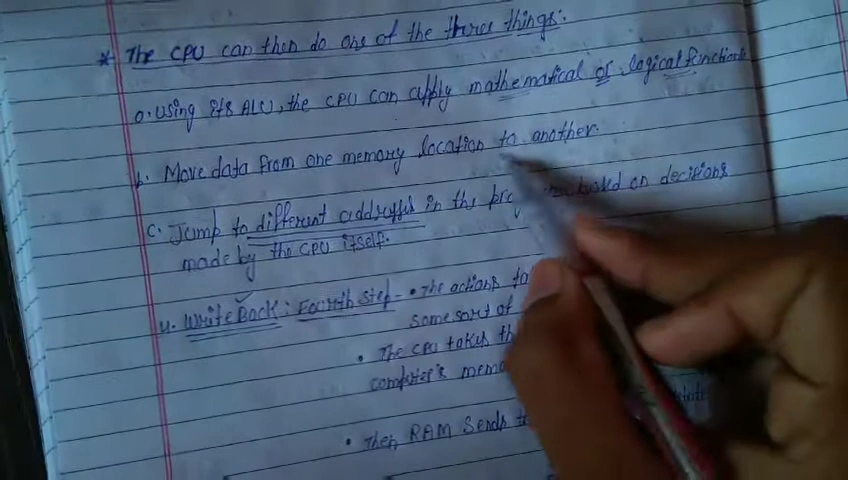 * The CPU can then do one of the three things:
a. Using it's ALU, the CPU can apply mathematical or logical functions
b. Move data from one memory location to another.
c. Jump to different addresses in the based on decisions
made by the CPU itself.
4. Write Back: Fourth Step - • The actions
some sort of
• The CPU takes
computer's
• Then RAM Sends